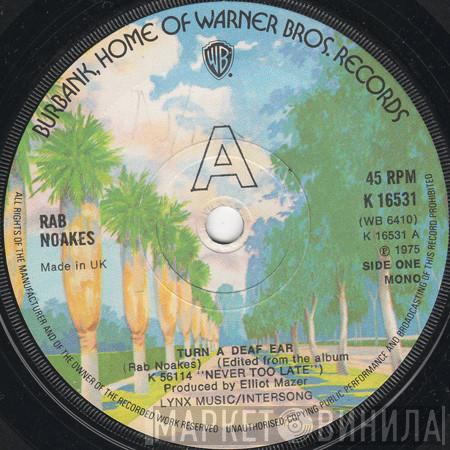 BURBANK, HOME OF WARNER BROS. RECORDS
WB
A
RAB
NOAKES
Made in UK
45 RPM
K 16531
(WB 6410)
K 16531 A
℗ 1975
SIDE ONE
MONO
TURN A DEAF EAR
(Rab Noakes) (Edited from the album
K 56114 "NEVER TOO LATE")
Produced by Elliot Mazer
LYNX MUSIC/INTERSONG
ALL RIGHTS OF THE MANUFACTURER AND OF THE OWNER OF THE RECORDED WORK RESERVED · UNAUTHORISED COPYING PUBLIC PERFORMANCE AND BROADCASTING OF THIS RECORD PROHIBITED
МАРКЕТ ВИНИЛА